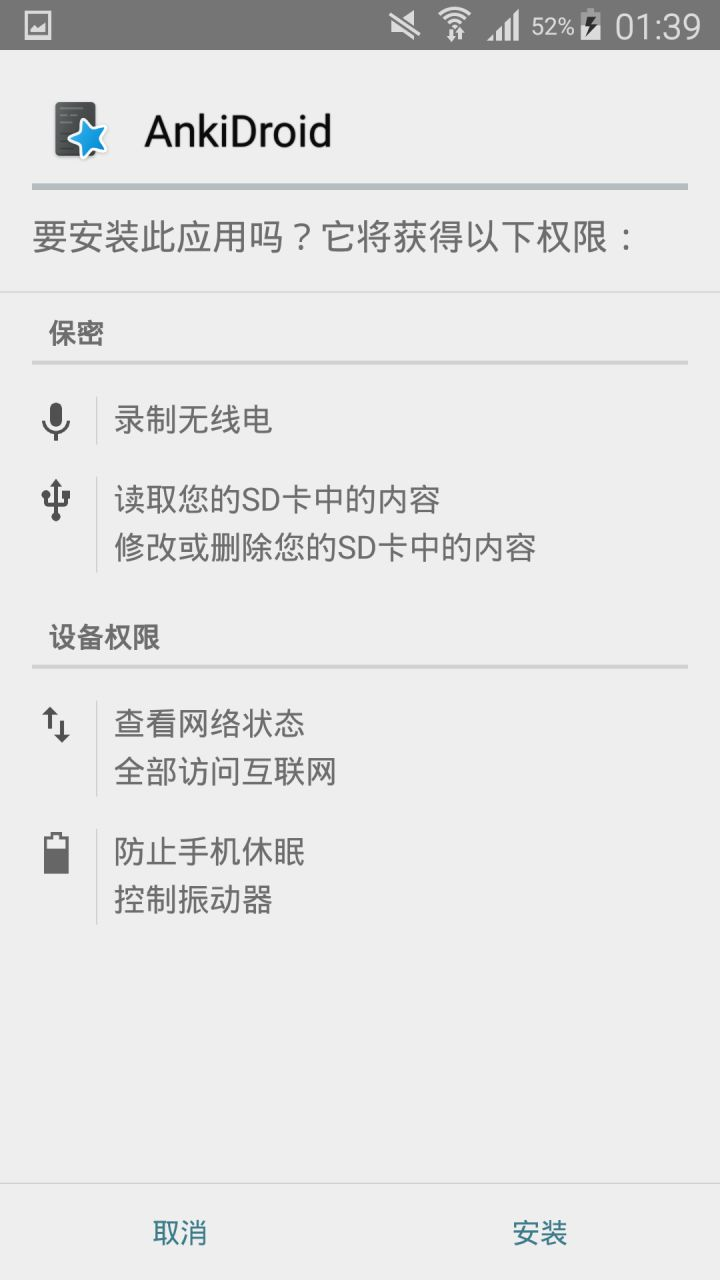 52% 01:39
AnkiDroid
要安装此应用吗？它将获得以下权限：
保密
录制无线电
读取您的SD卡中的内容
修改或删除您的SD卡中的内容
设备权限
查看网络状态
全部访问互联网
防止手机休眠
控制振动器
取消 安装